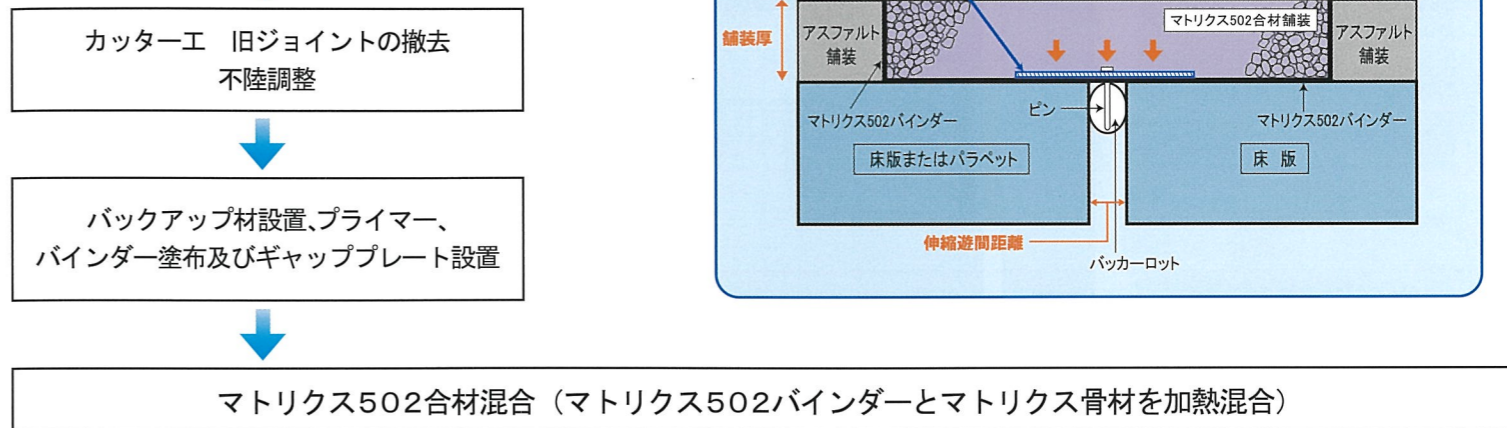 カッター工　旧ジョイントの撤去
不陸調整
バックアップ材設置、プライマー、
バインダー塗布及びギャッププレート設置
マトリクス502合材混合（マトリクス502バインダーとマトリクス骨材を加熱混合）
舗装厚
アスファルト
舗装
マトリクス502合材舗装
アスファルト
舗装
マトリクス502バインダー
ピン
マトリクス502バインダー
床版またはパラペット
床 版
伸縮遊間距離
バッカーロット